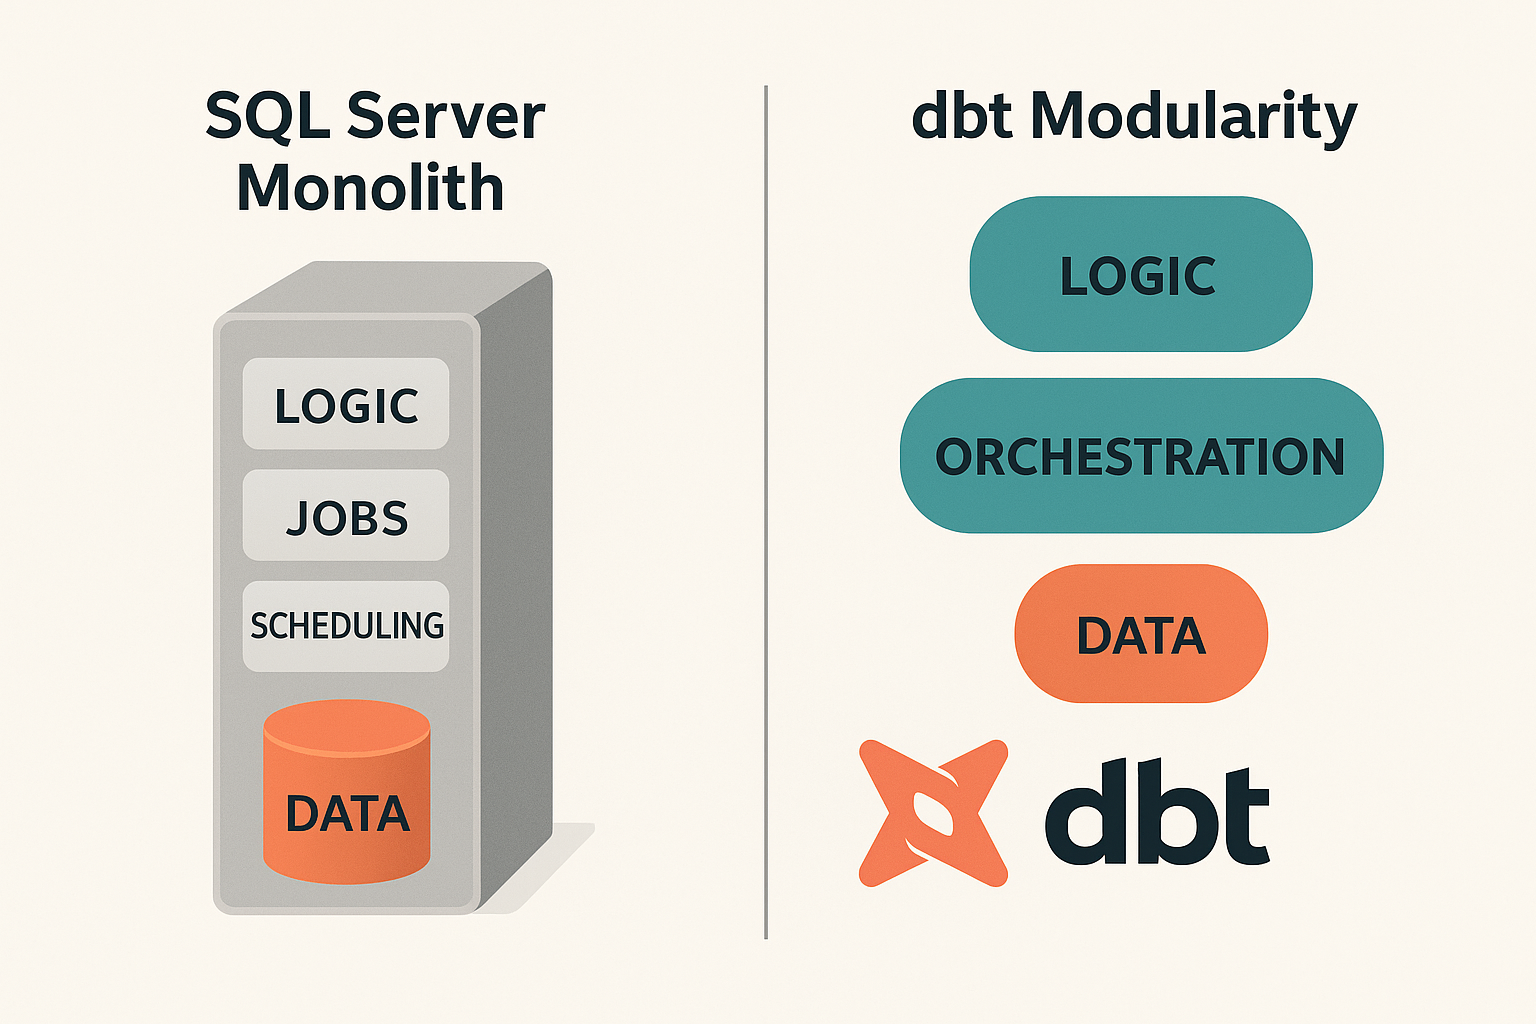 SQL Server
Monolith
LOGIC
JOBS
SCHEDULING
DATA
dbt Modularity
LOGIC
ORCHESTRATION
DATA
dbt